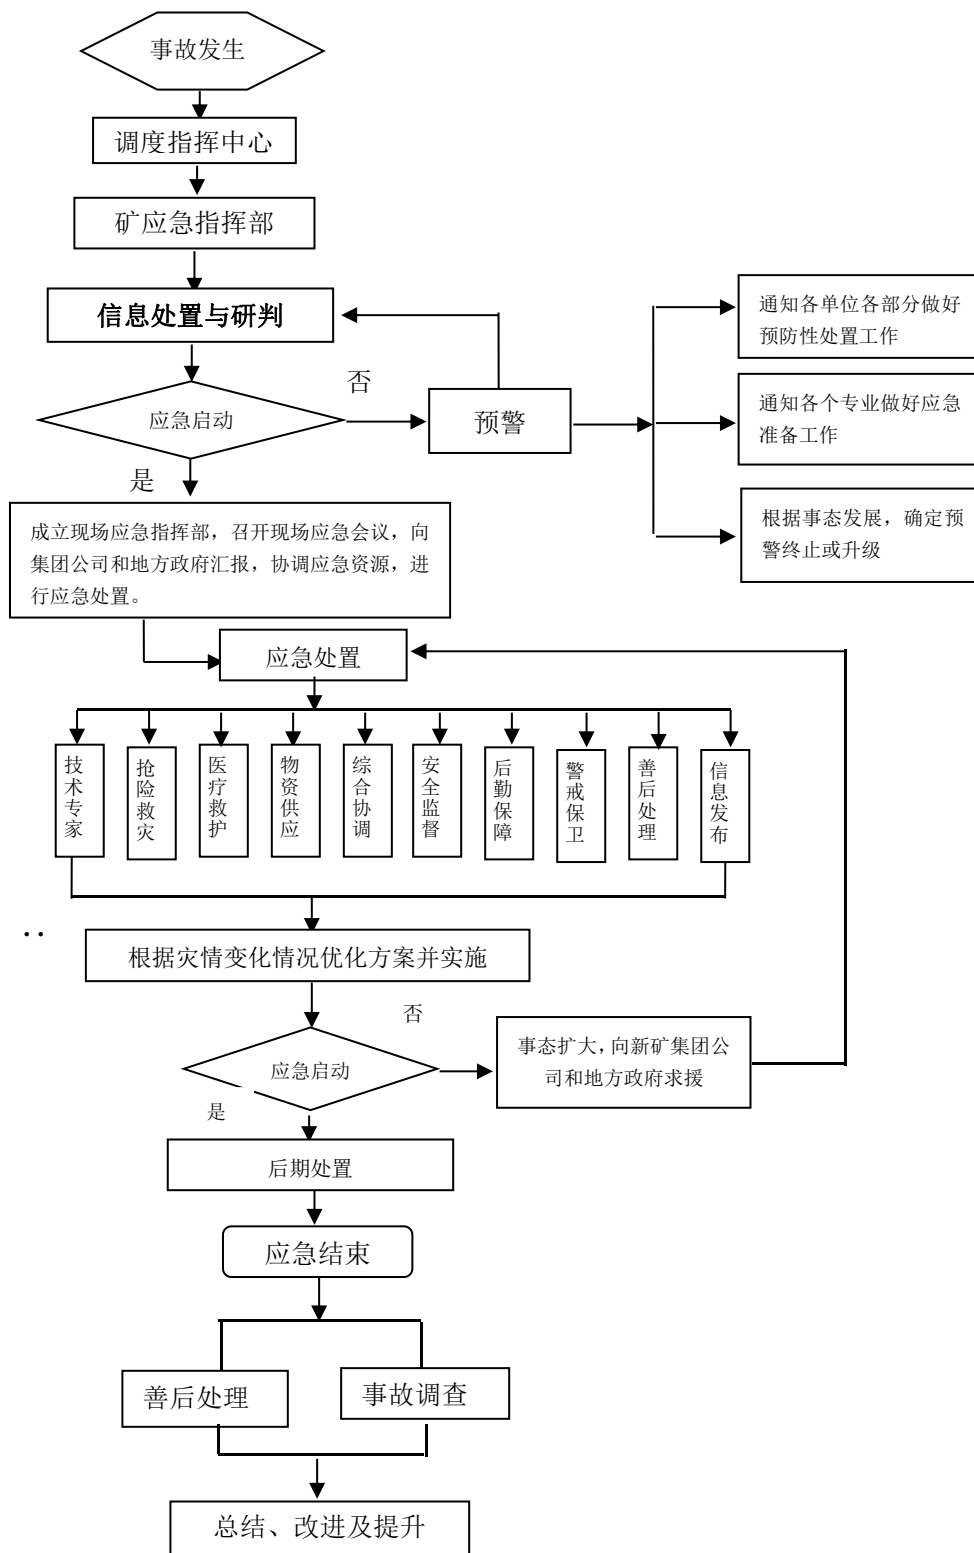 事故发生
调度指挥中心
矿应急指挥部
信息处置与研判
通知各单位各部分做好
预防性处置工作
否
应急启动
预警
通知各个专业做好应急
准备工作
是
根据事态发展，确定预
警终止或升级
成立现场应急指挥部，召开现场应急会议，向
集团公司和地方政府汇报，协调应急资源，进
行应急处置。
应急处置
技术专家
抢险救灾
医疗救护
物资供应
综合协调
安全监督
后勤保障
警戒保卫
善后处理
信息发布
..
根据灾情变化情况优化方案并实施
否
应急启动
事态扩大，向新矿集团公
司和地方政府求援
是
后期处置
应急结束
善后处理
事故调查
总结、改进及提升